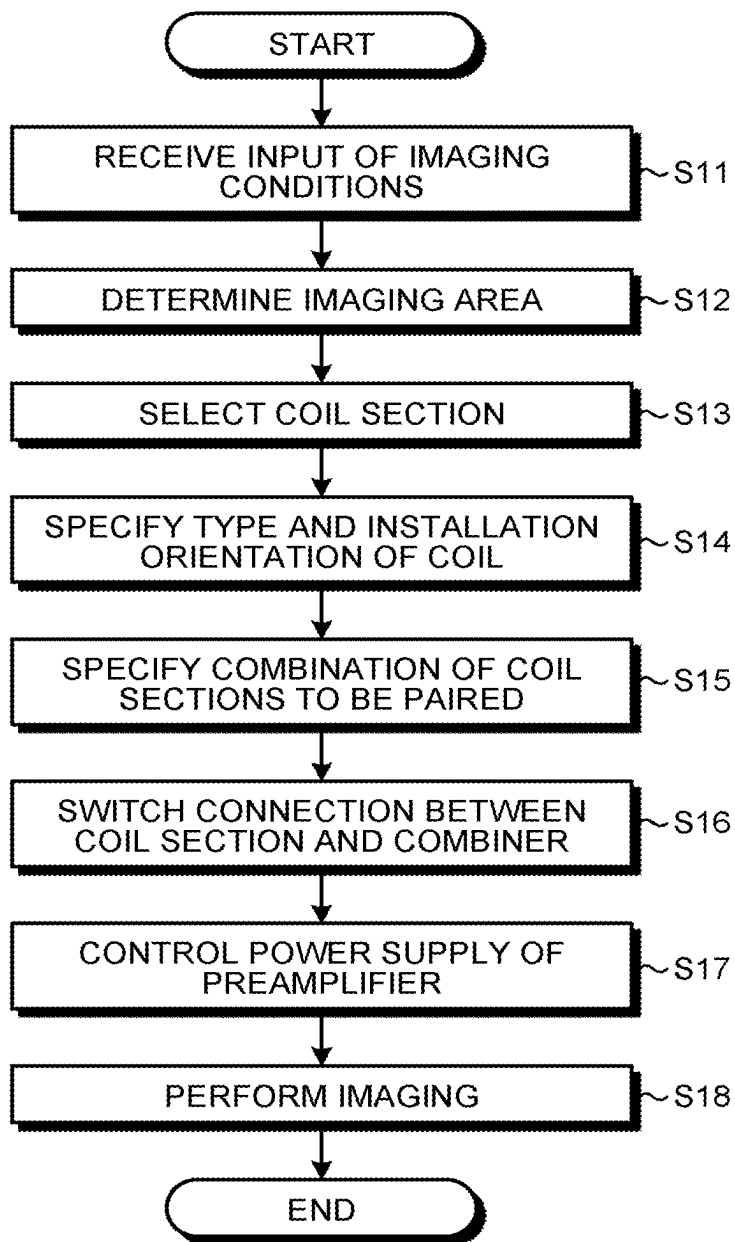 START
RECEIVE INPUT OF IMAGING
CONDITIONS
S11
DETERMINE IMAGING AREA
S12
SELECT COIL SECTION
S13
SPECIFY TYPE AND INSTALLATION
ORIENTATION OF COIL
S14
SPECIFY COMBINATION OF COIL
SECTIONS TO BE PAIRED
S15
SWITCH CONNECTION BETWEEN
COIL SECTION AND COMBINER
S16
CONTROL POWER SUPPLY OF
PREAMPLIFIER
S17
PERFORM IMAGING
S18
END